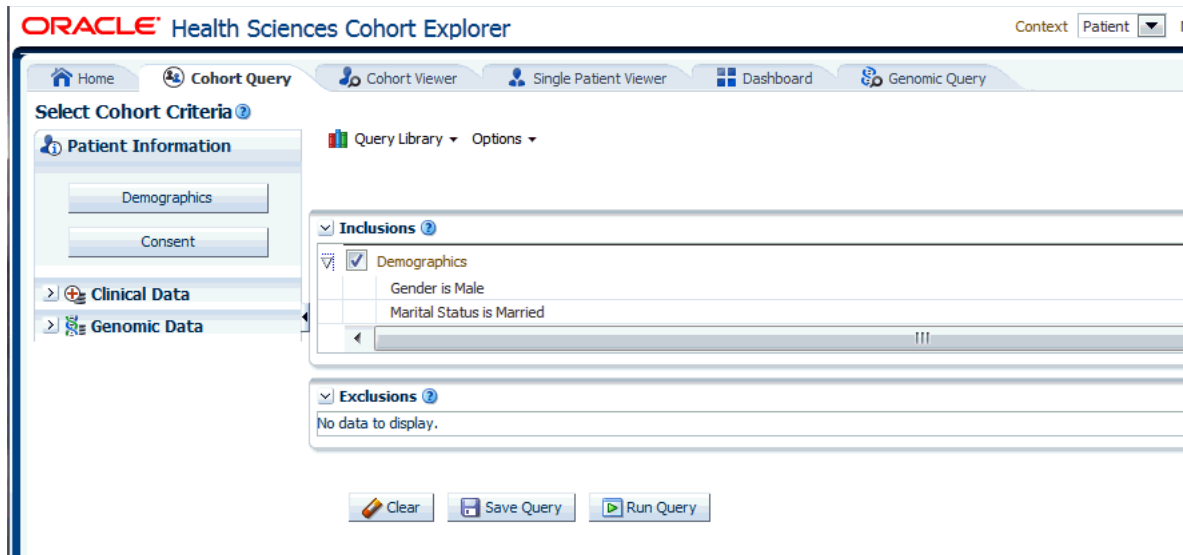 ORACLE Health Sciences Cohort Explorer Context Patient
Home Cohort Query Cohort Viewer Single Patient Viewer Dashboard Genomic Query
Select Cohort Criteria
Patient Information
Query Library Options
Demographics
Consent
Clinical Data
Genomic Data
Inclusions
Demographics
Gender is Male
Marital Status is Married
Exclusions
No data to display.
Clear Save Query Run Query